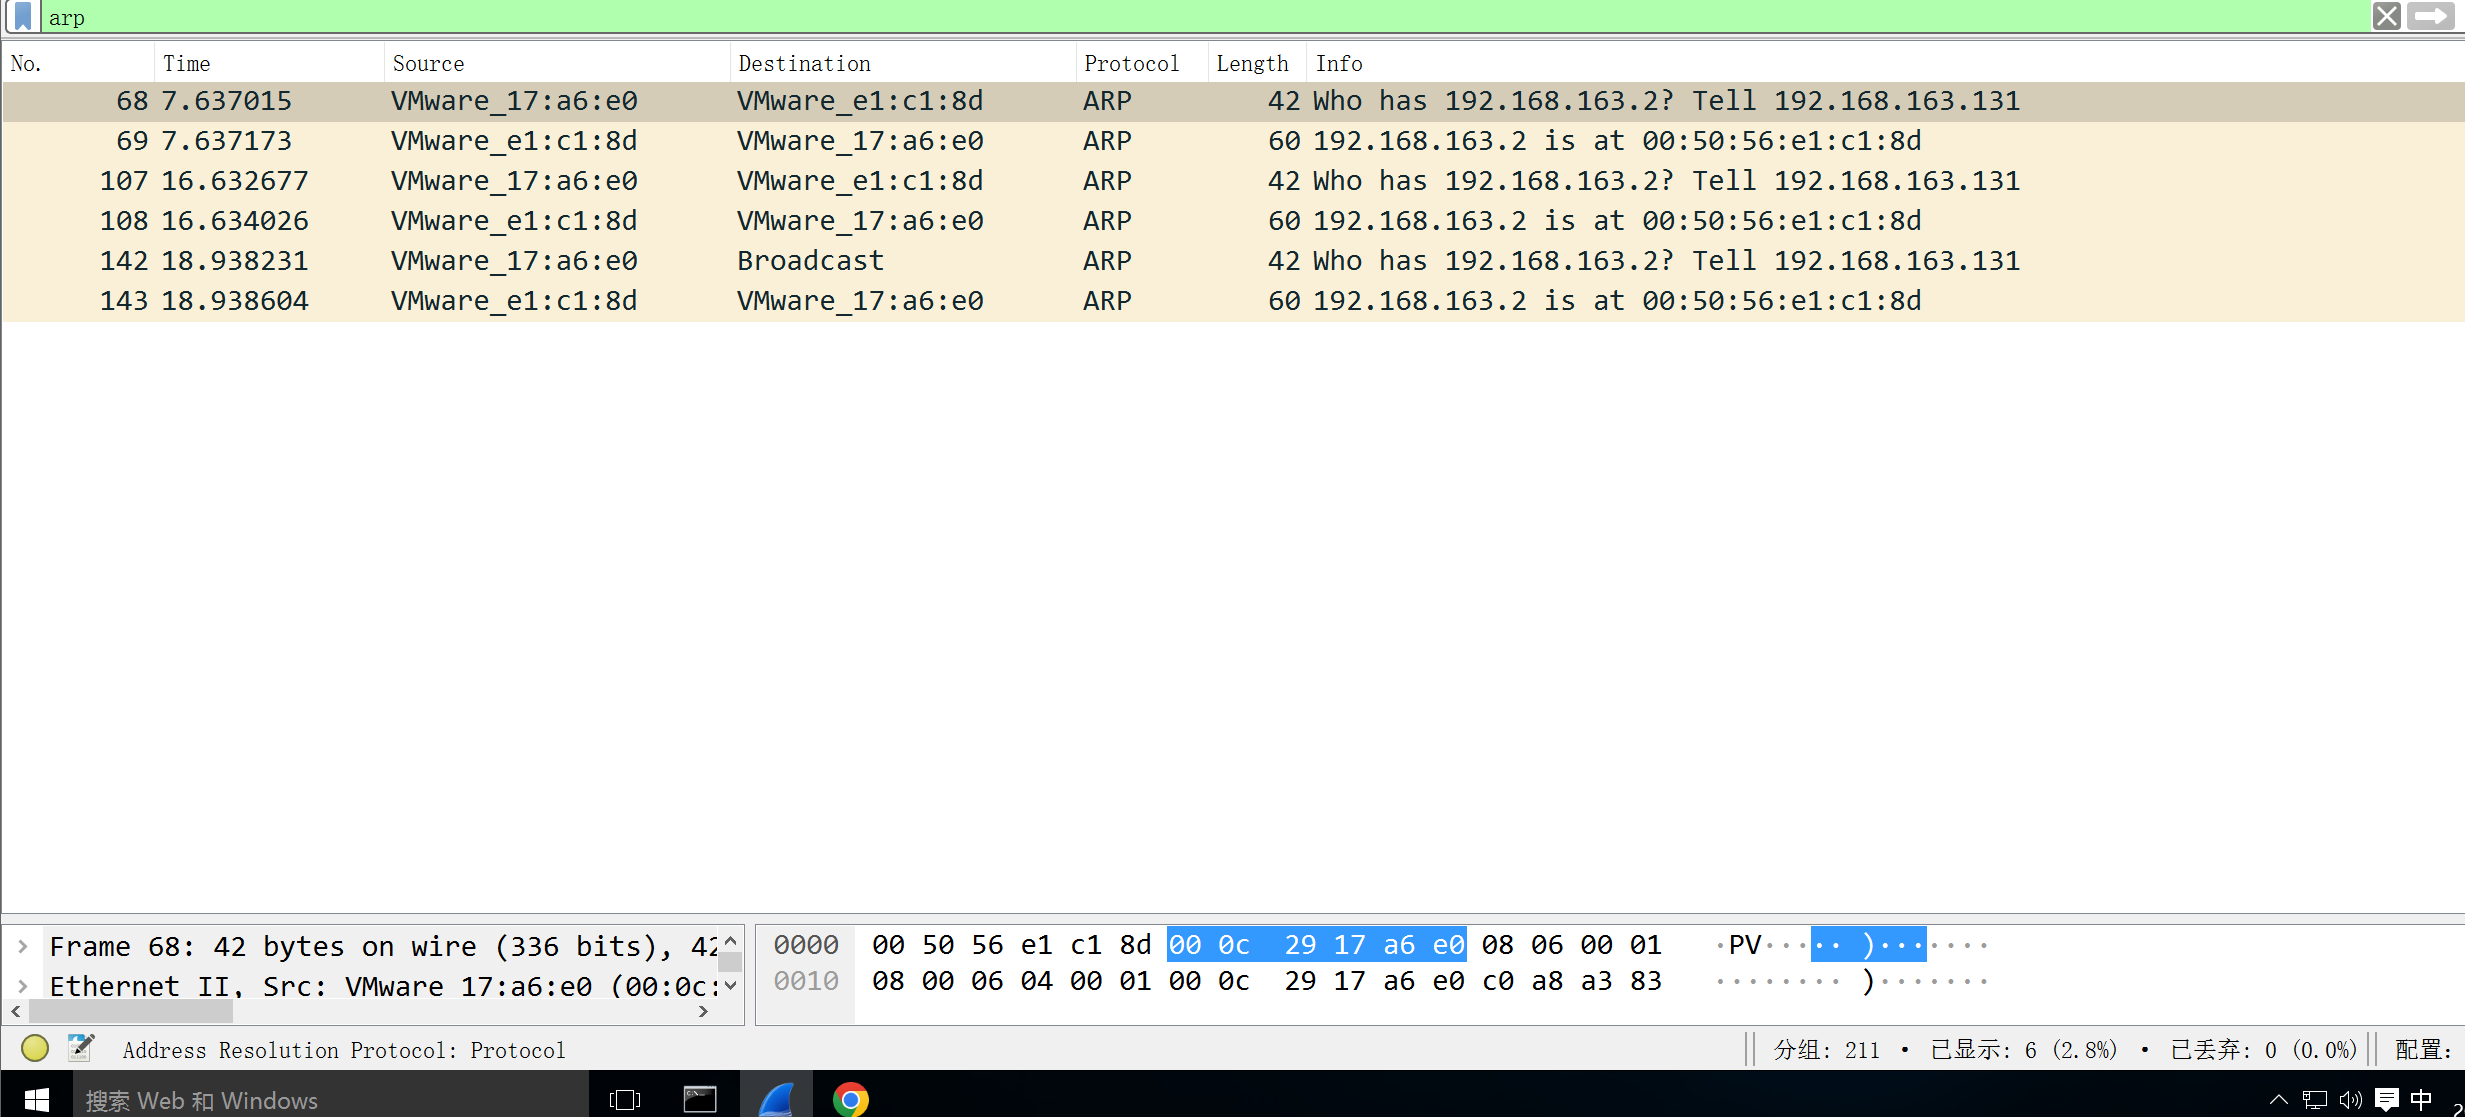 arp
No. Time Source Destination Protocol Length Info
68 7.637015 VMware_17:a6:e0 VMware_e1:c1:8d ARP 42 Who has 192.168.163.2? Tell 192.168.163.131
69 7.637173 VMware_e1:c1:8d VMware_17:a6:e0 ARP 60 192.168.163.2 is at 00:50:56:e1:c1:8d
107 16.632677 VMware_17:a6:e0 VMware_e1:c1:8d ARP 42 Who has 192.168.163.2? Tell 192.168.163.131
108 16.634026 VMware_e1:c1:8d VMware_17:a6:e0 ARP 60 192.168.163.2 is at 00:50:56:e1:c1:8d
142 18.938231 VMware_17:a6:e0 Broadcast ARP 42 Who has 192.168.163.2? Tell 192.168.163.131
143 18.938604 VMware_e1:c1:8d VMware_17:a6:e0 ARP 60 192.168.163.2 is at 00:50:56:e1:c1:8d
Frame 68: 42 bytes on wire (336 bits), 42
Ethernet II, Src: VMware_17:a6:e0 (00:0c:
0000 00 50 56 e1 c1 8d 00 0c 29 17 a6 e0 08 06 00 01 ·PV····· )·······
0010 08 00 06 04 00 01 00 0c 29 17 a6 e0 c0 a8 a3 83 ········ )·······
Address Resolution Protocol: Protocol
分组: 211 · 已显示: 6 (2.8%) · 已丢弃: 0 (0.0%)
配置:
搜索 Web 和 Windows
中
2